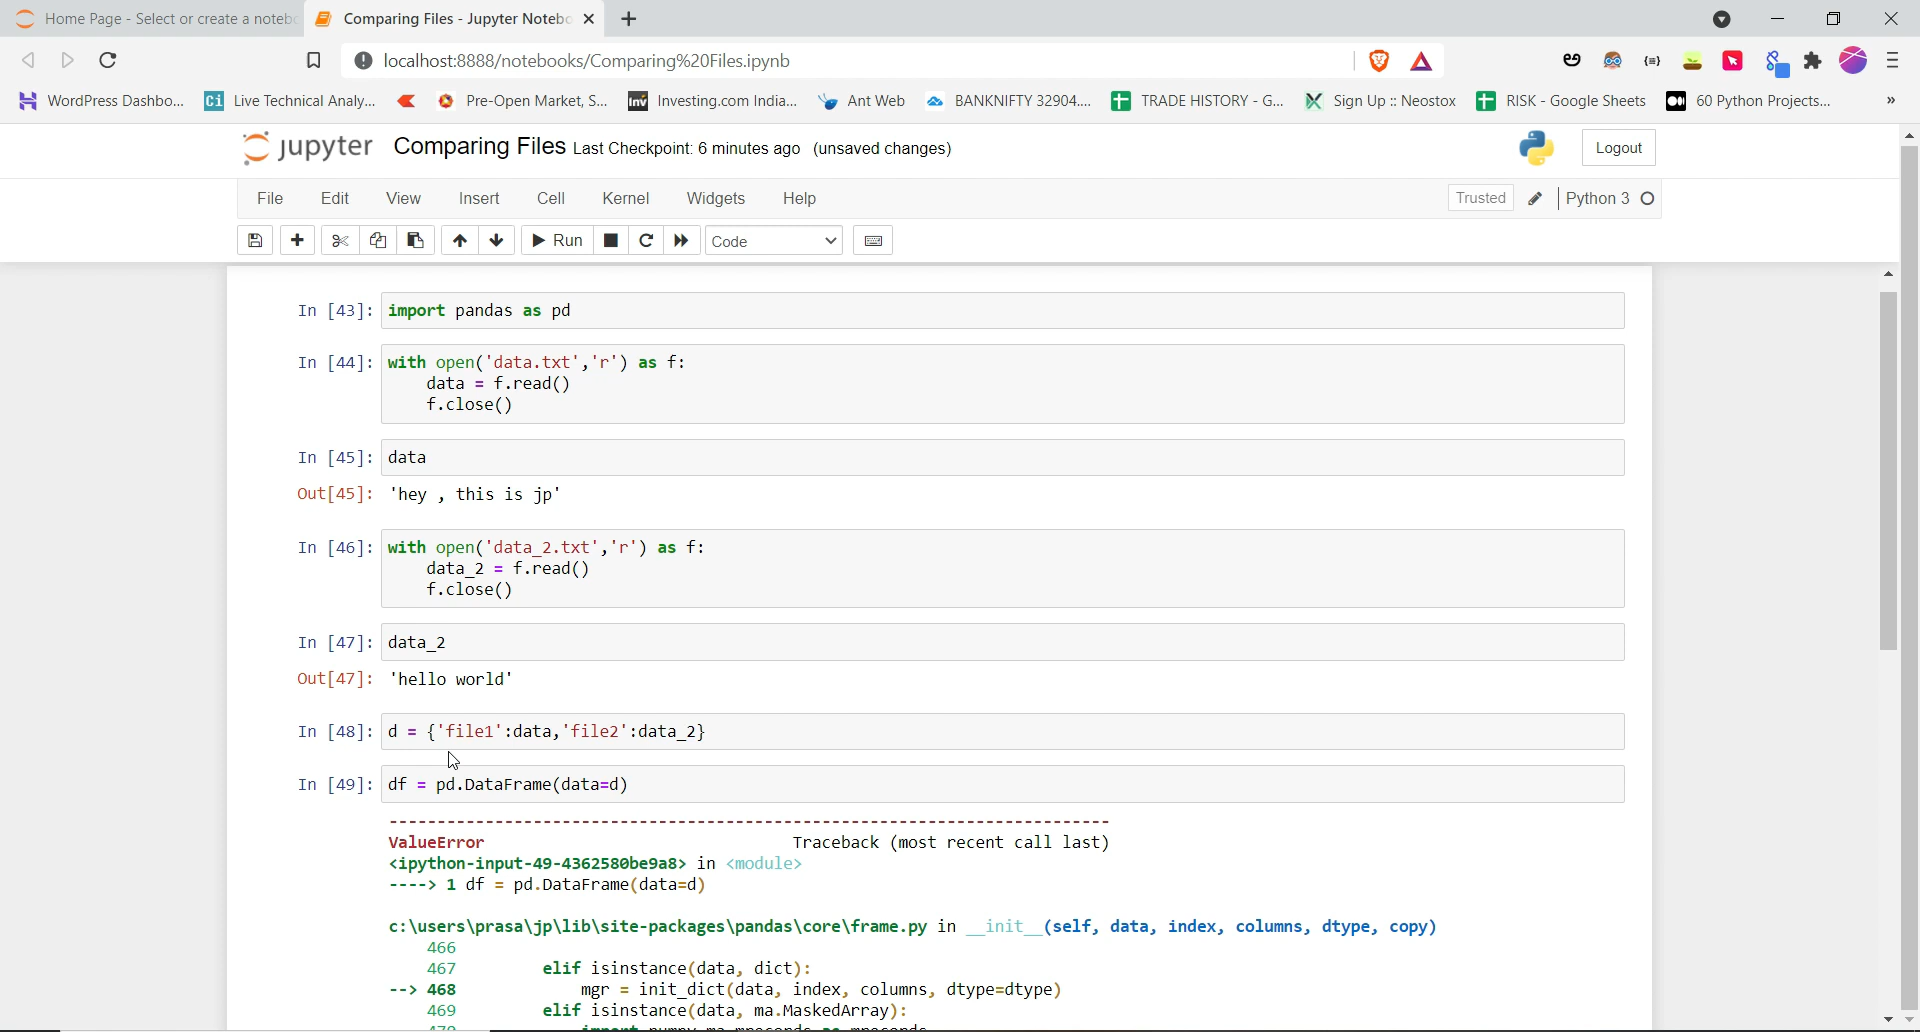 Home Page - Select or create a noteb
Comparing Files - Jupyter Notebo
localhost:8888/notebooks/Comparing%20Files.ipynb
WordPress Dashbo...
Ci Live Technical Analy...
Pre-Open Market, S...
Inv Investing.com India...
Ant Web
BANKNIFTY 32904....
TRADE HISTORY - G...
Sign Up :: Neostox
RISK - Google Sheets
60 Python Projects...
»
jupyter Comparing Files Last Checkpoint: 6 minutes ago (unsaved changes)
Logout
File Edit View Insert Cell Kernel Widgets Help
Trusted Python 3
Run Code
In [43]: import pandas as pd
In [44]: with open('data.txt','r') as f:
data = f.read()
f.close()
In [45]: data
Out[45]: 'hey , this is jp'
In [46]: with open('data_2.txt','r') as f:
data_2 = f.read()
f.close()
In [47]: data_2
Out[47]: 'hello world'
In [48]: d = {'file1':data,'file2':data_2}
In [49]: df = pd.DataFrame(data=d)
---------------------------------------------------------------------------
ValueError Traceback (most recent call last)
<ipython-input-49-4362580be9a8> in <module>
----> 1 df = pd.DataFrame(data=d)
c:\users\prasa\jp\lib\site-packages\pandas\core\frame.py in __init__(self, data, index, columns, dtype, copy)
466
467 elif isinstance(data, dict):
--> 468 mgr = init_dict(data, index, columns, dtype=dtype)
469 elif isinstance(data, ma.MaskedArray):